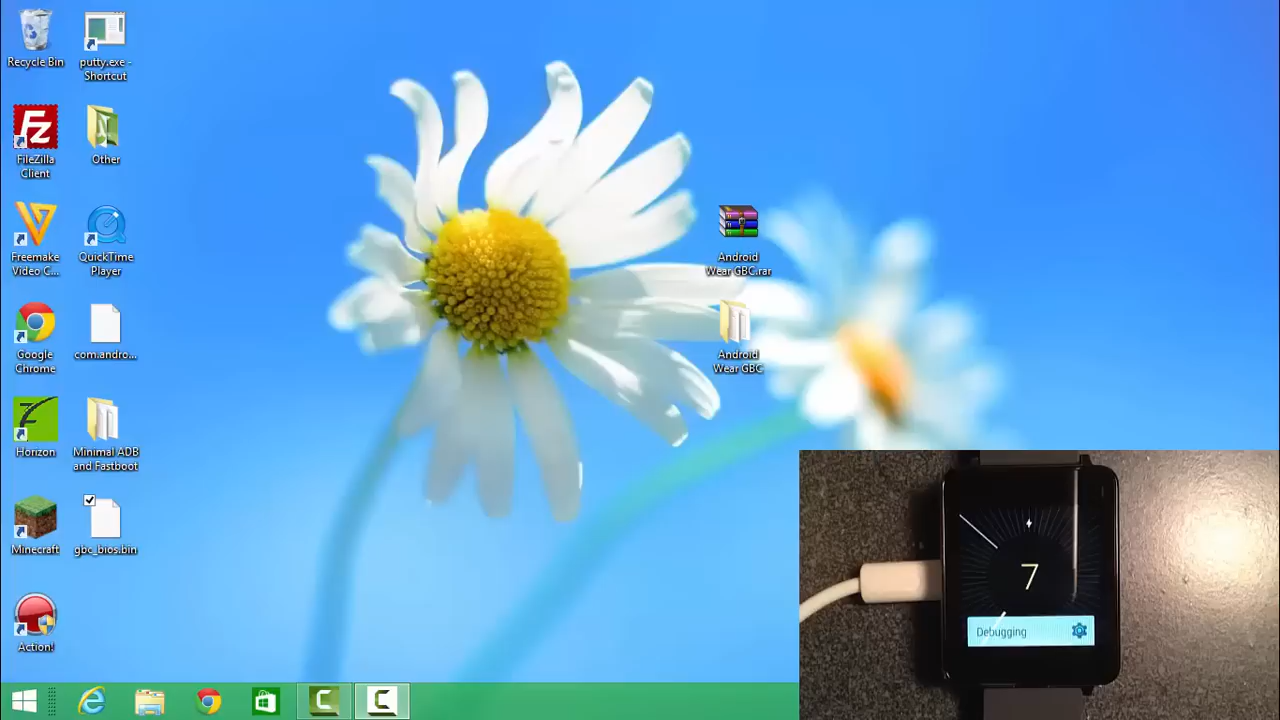 Recycle Bin
putty.exe -
Shortcut
FileZilla
Client
Other
Freemake
Video C...
QuickTime
Player
Android
Wear GBC.rar
Google
Chrome
com.andro...
Android
Wear GBC
Horizon
Minimal ADB
and Fastboot
Minecraft
gbc_bios.bin
Action!
7
Debugging